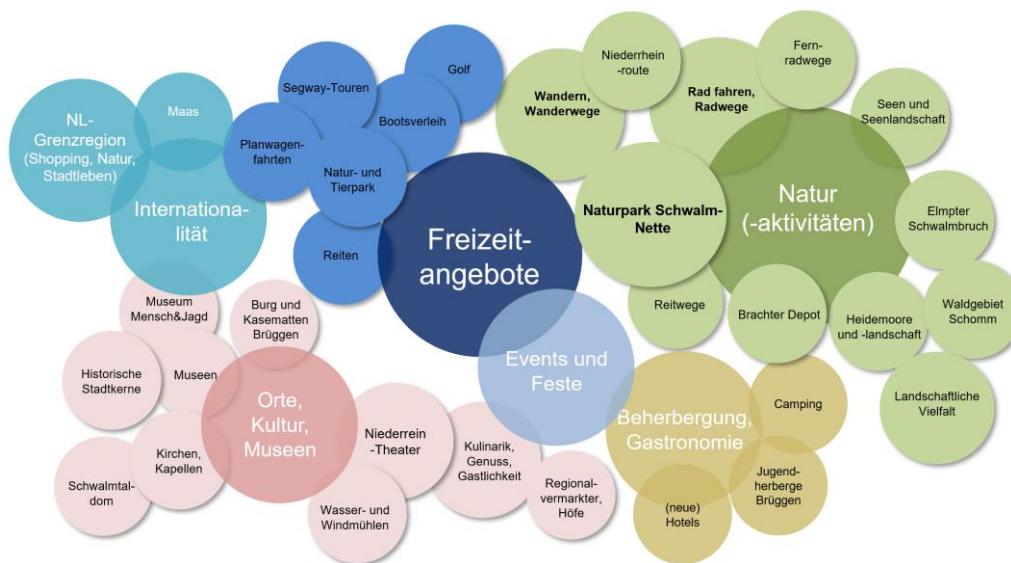 NL-
Grenzregion
(Shopping, Natur,
Stadtleben)
Maas
Internationa-
lität
Segway-Touren
Golf
Bootsverleih
Planwagen-
fahrten
Natur- und
Tierpark
Reiten
Freizeit-
angebote
Events und
Feste
Wandern,
Wanderwege
Niederrhein
-route
Rad fahren,
Radwege
Fern-
radwege
Seen und
Seenlandschaft
Naturpark Schwalm-
Nette
Natur
(-aktivitäten)
Elmpter
Schwalmbruch
Reitwege
Brachter Depot
Heidemoore
und -landschaft
Waldgebiet
Schomm
Landschaftliche
Vielfalt
Museum
Mensch&Jagd
Burg und
Kasematten
Brüggen
Historische
Stadtkerne
Museen
Orte,
Kultur,
Museen
Kirchen,
Kapellen
Schwalmtal-
dom
Niederrein
-Theater
Wasser- und
Windmühlen
Kulinarik,
Genuss,
Gastlichkeit
Regional-
vermarkter,
Höfe
Beherbergung,
Gastronomie
Camping
Jugend-
herberge
Brüggen
(neue)
Hotels